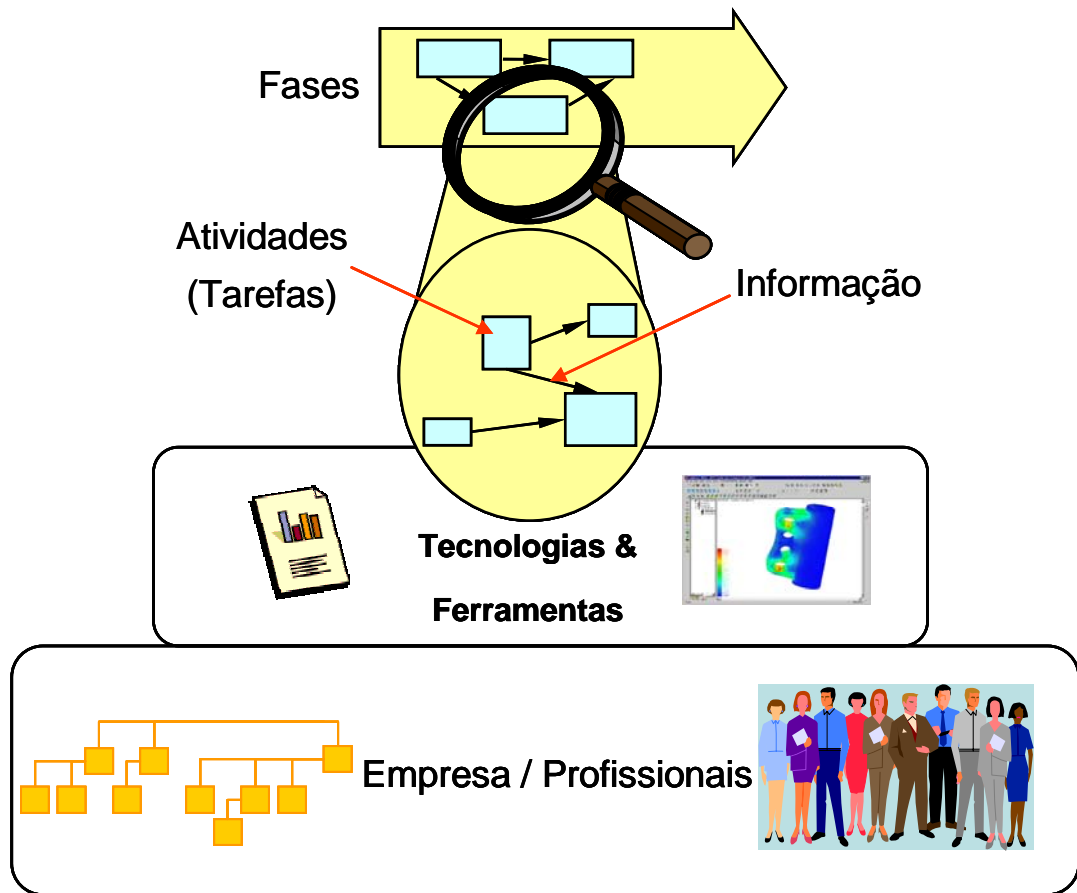 Fases
Atividades
(Tarefas)
Informação
Tecnologias &
Ferramentas
Empresa / Profissionais